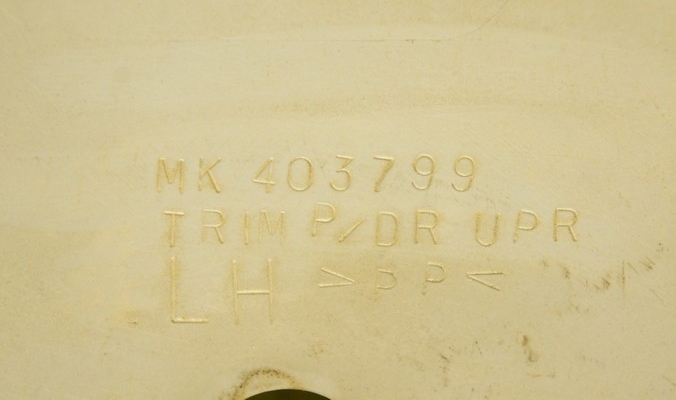 MK 403799
TRIM P/DR UPR
LH >PP<